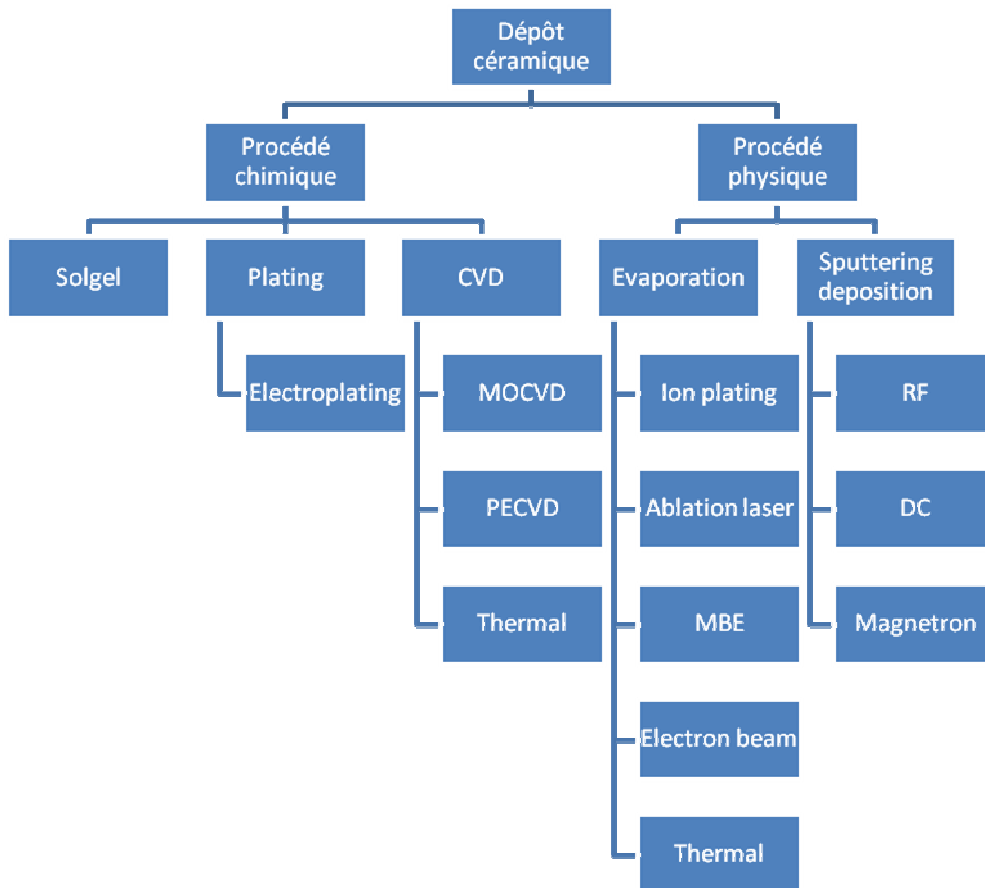 Dépôt
céramique
Procédé
chimique
Procédé
physique
Solgel
Plating
CVD
Evaporation
Sputtering
deposition
Electroplating
MOCVD
Ion plating
RF
PECVD
Ablation laser
DC
Thermal
MBE
Magnetron
Electron beam
Thermal